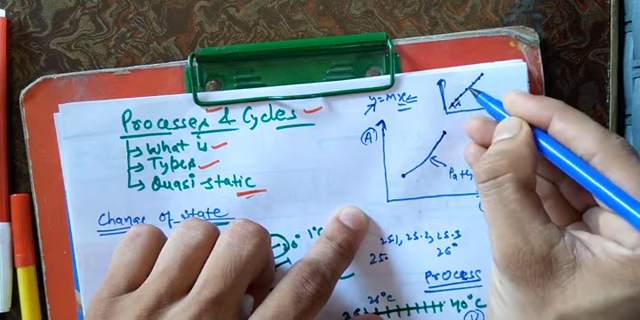 Processes & Cycles
What is
Types
Quasi-static
Change of state
y = mx
(A)
Path
1°C
25.1, 25.2, 25.3
25. 26°
PROCESS
40°C